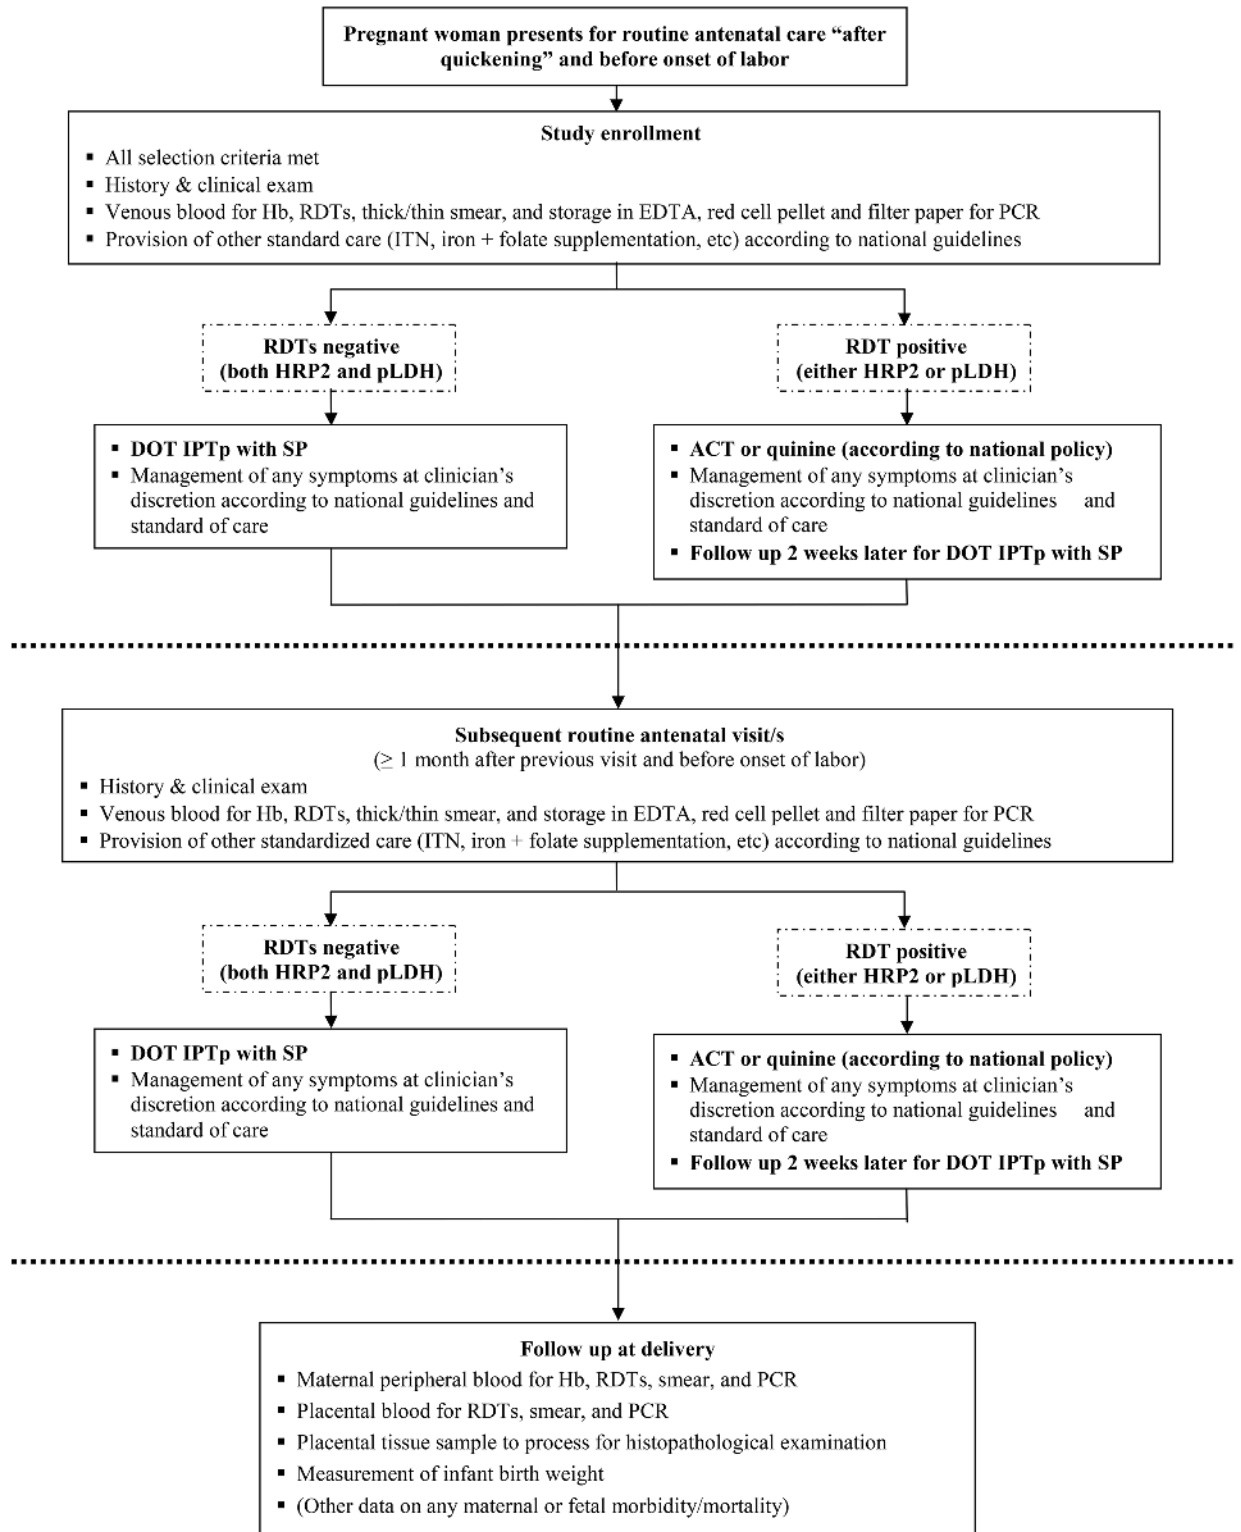 Pregnant woman presents for routine antenatal care “after
quickening” and before onset of labor
Study enrollment
▪ All selection criteria met
▪ History & clinical exam
▪ Venous blood for Hb, RDTs, thick/thin smear, and storage in EDTA, red cell pellet and filter paper for PCR
▪ Provision of other standard care (ITN, iron + folate supplementation, etc) according to national guidelines
RDTs negative
(both HRP2 and pLDH)
RDT positive
(either HRP2 or pLDH)
▪ DOT IPTp with SP
▪ Management of any symptoms at clinician’s
discretion according to national guidelines and
standard of care
▪ ACT or quinine (according to national policy)
▪ Management of any symptoms at clinician’s
discretion according to national guidelines and
standard of care
▪ Follow up 2 weeks later for DOT IPTp with SP
Subsequent routine antenatal visit/s
(≥ 1 month after previous visit and before onset of labor)
▪ History & clinical exam
▪ Venous blood for Hb, RDTs, thick/thin smear, and storage in EDTA, red cell pellet and filter paper for PCR
▪ Provision of other standardized care (ITN, iron + folate supplementation, etc) according to national guidelines
RDTs negative
(both HRP2 and pLDH)
RDT positive
(either HRP2 or pLDH)
▪ DOT IPTp with SP
▪ Management of any symptoms at clinician’s
discretion according to national guidelines and
standard of care
▪ ACT or quinine (according to national policy)
▪ Management of any symptoms at clinician’s
discretion according to national guidelines and
standard of care
▪ Follow up 2 weeks later for DOT IPTp with SP
Follow up at delivery
▪ Maternal peripheral blood for Hb, RDTs, smear, and PCR
▪ Placental blood for RDTs, smear, and PCR
▪ Placental tissue sample to process for histopathological examination
▪ Measurement of infant birth weight
▪ (Other data on any maternal or fetal morbidity/mortality)